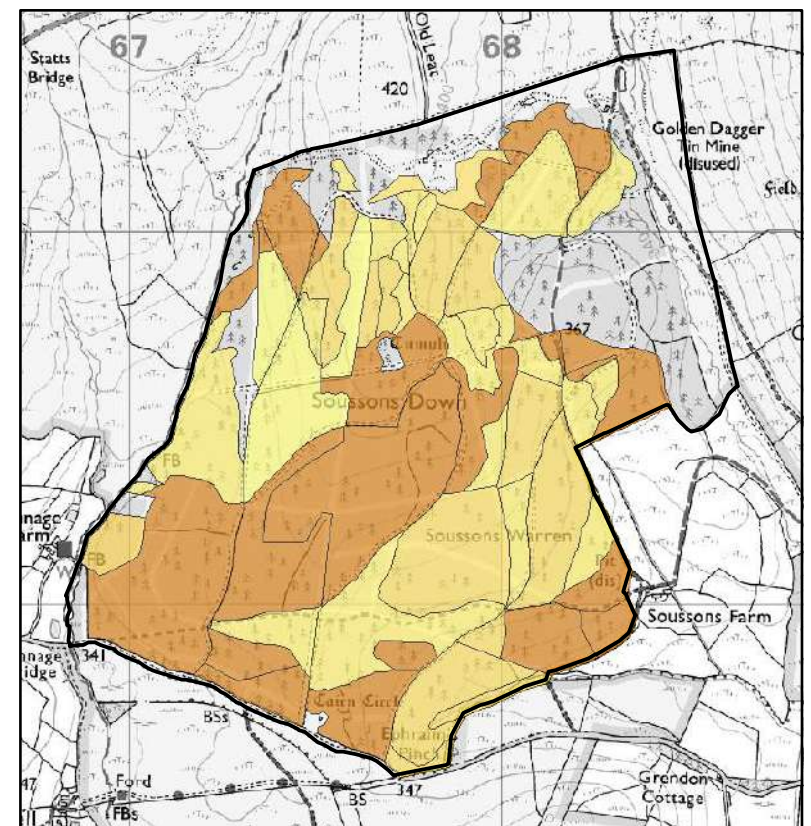 67
68
Old Lea
Statts
Bridge
420
Golden Dagger
Tin Mine
(disused)
Field
367
Tumuli
Soussons Down
FB
Soussons Warren
FB
W
Pit
(dis)
Soussons Farm
341
Cairn Circle
BSs
Ephraim's
Pinch
Ford
FBs
BS
347
47
Grendon
Cottage